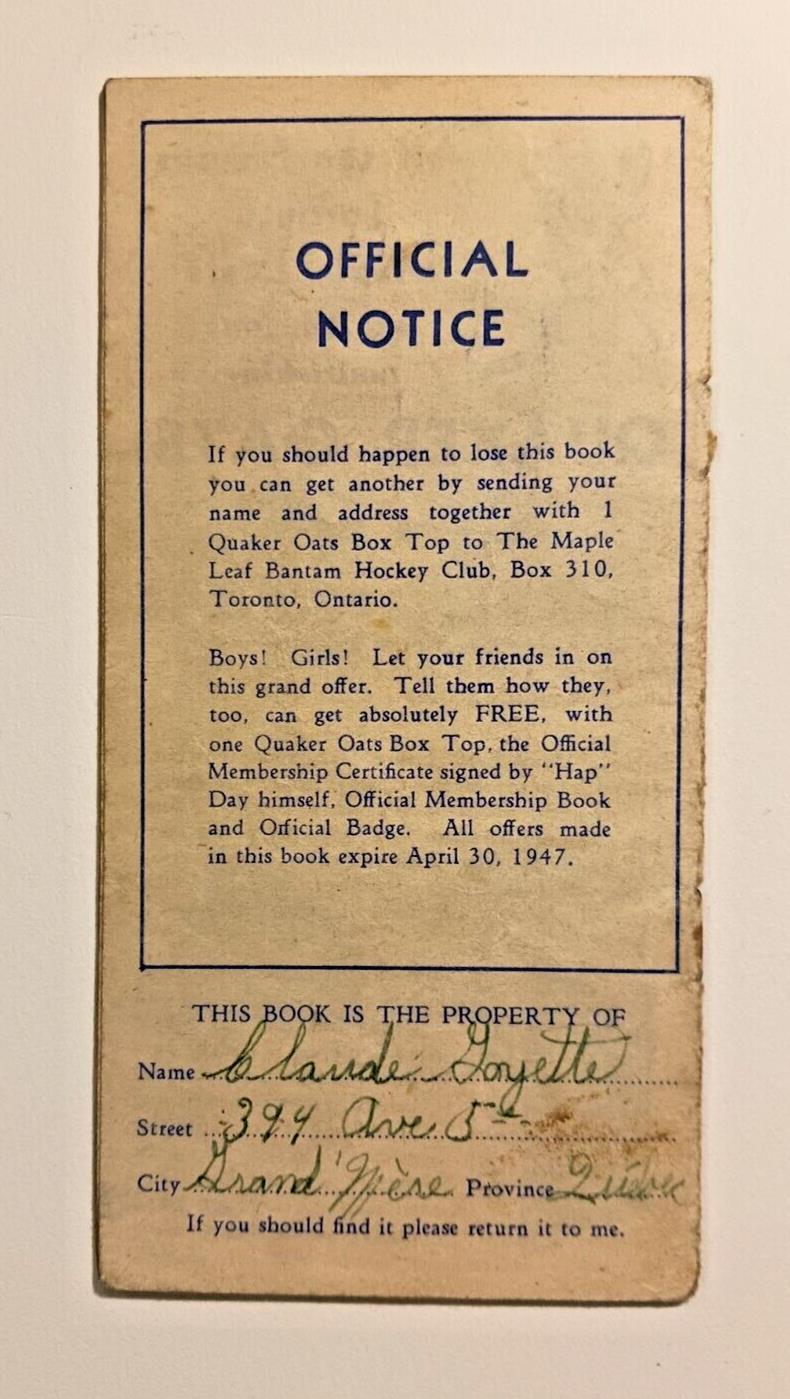 OFFICIAL
NOTICE
If you should happen to lose this book
you can get another by sending your
name and address together with 1
Quaker Oats Box Top to The Maple
Leaf Bantam Hockey Club, Box 310,
Toronto, Ontario.
Boys! Girls! Let your friends in on
this grand offer. Tell them how they,
too, can get absolutely FREE, with
one Quaker Oats Box Top, the Official
Membership Certificate signed by "Hap"
Day himself, Official Membership Book
and Official Badge. All offers made
in this book expire April 30, 1947.
THIS BOOK IS THE PROPERTY OF
Name Claude Goyette
Street 394 Ave 5th
City Grand'Mère Province
If you should find it please return it to me.